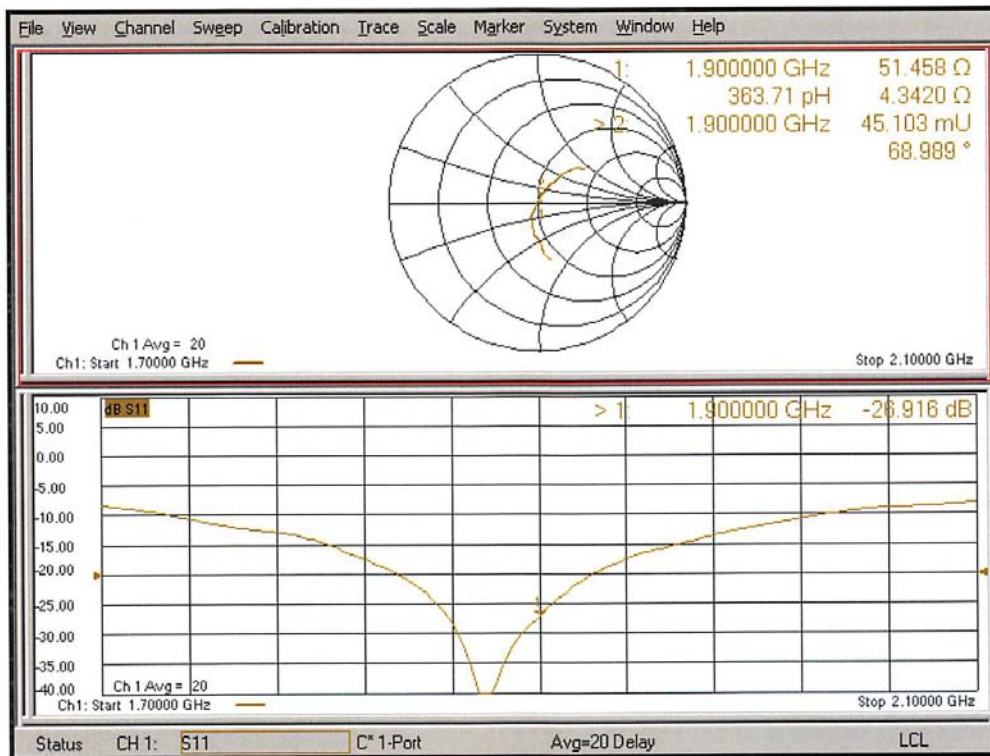 File View Channel Sweep Calibration Trace Scale Marker System Window Help
1: 1.900000 GHz 51.458 Ω
363.71 pH 4.3420 Ω
> 2: 1.900000 GHz 45.103 mU
68.989 °
Ch 1 Avg = 20
Ch1: Start 1.70000 GHz
Stop 2.10000 GHz
dB S11
> 1: 1.900000 GHz -26.916 dB
10.00
5.00
0.00
-5.00
-10.00
-15.00
-20.00
-25.00
-30.00
-35.00
-40.00
1
Ch 1 Avg = 20
Ch1: Start 1.70000 GHz
Stop 2.10000 GHz
Status CH 1: S11 C* 1-Port Avg=20 Delay LCL